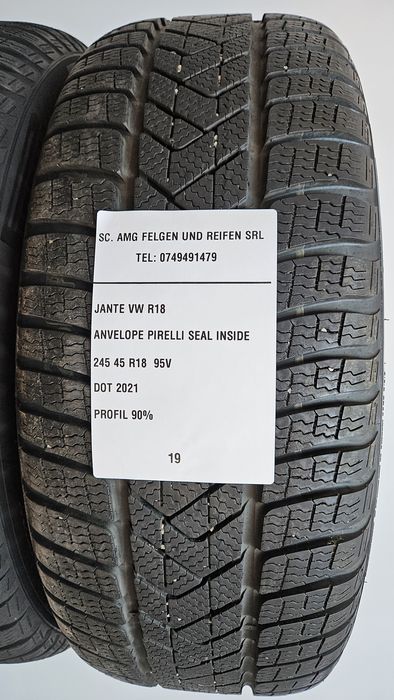 SC. AMG FELGEN UND REIFEN SRL
TEL: 0749491479
JANTE VW R18
ANVELOPE PIRELLI SEAL INSIDE
245 45 R18 95V
DOT 2021
PROFIL 90%
19